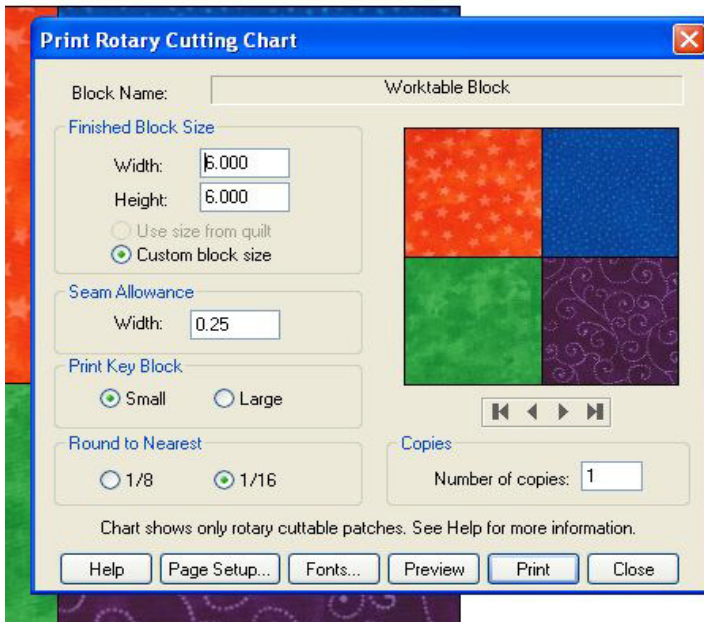 Print Rotary Cutting Chart
Block Name: Worktable Block
Finished Block Size
Width: 6.000
Height: 6.000
Use size from quilt
Custom block size
Seam Allowance
Width: 0.25
Print Key Block
Small Large
Round to Nearest
1/8 1/16
Copies
Number of copies: 1
Chart shows only rotary cuttable patches. See Help for more information.
Help Page Setup... Fonts... Preview Print Close